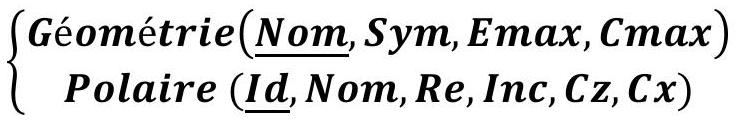 Géométrie(Nom, Sym, Emax, Cmax)
Polaire (Id, Nom, Re, Inc, Cz, Cx)